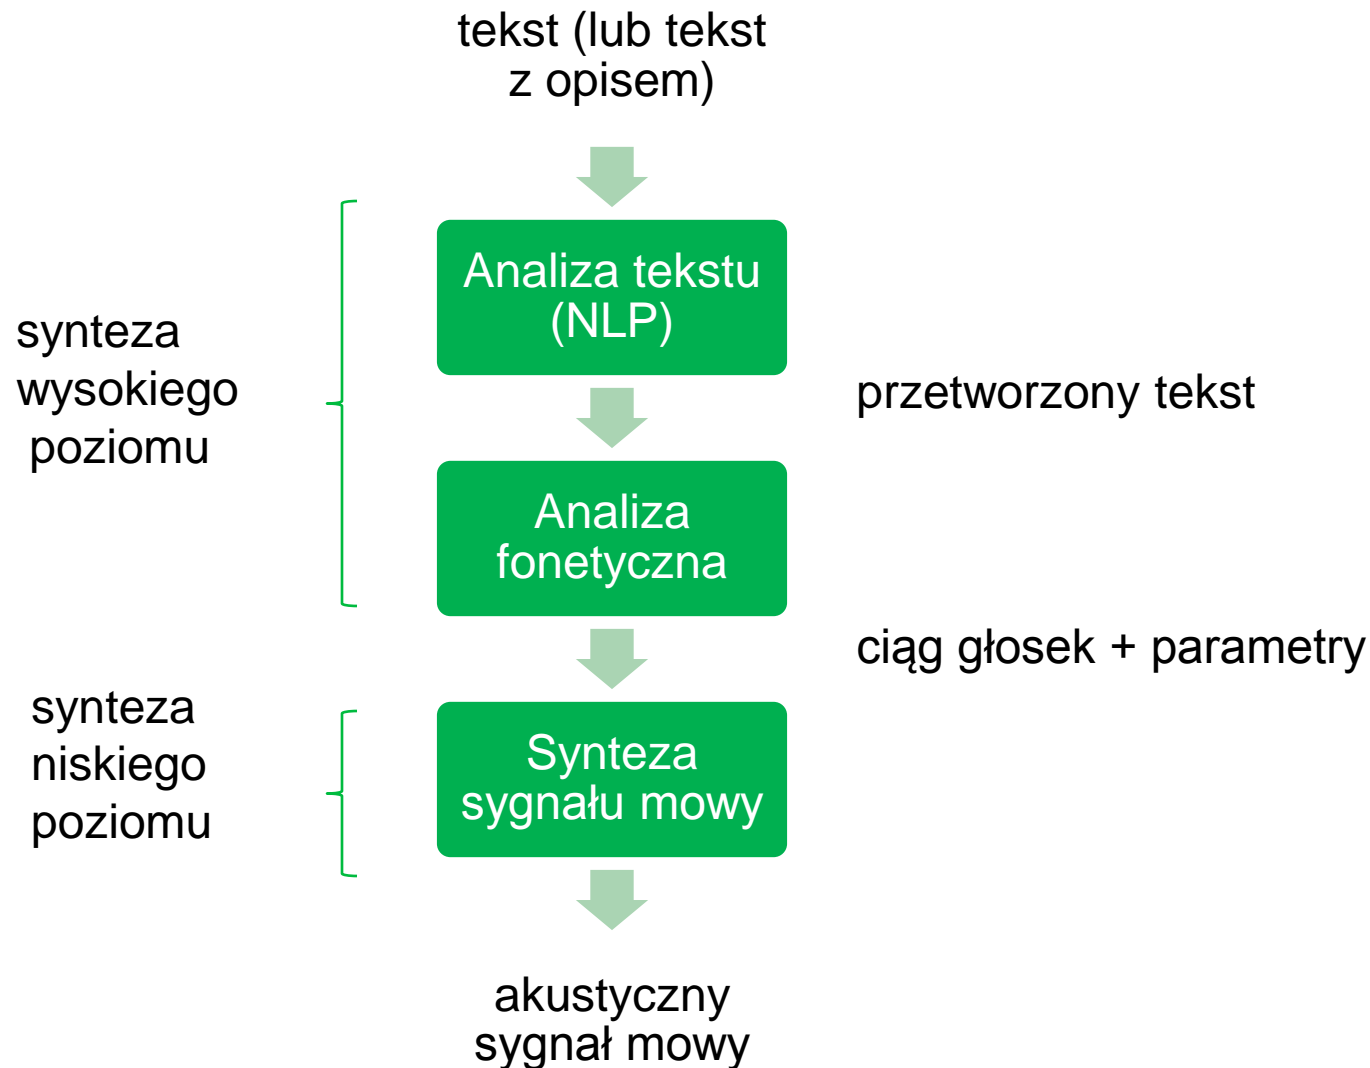 tekst (lub tekst
z opisem)
Analiza tekstu
(NLP)
synteza
wysokiego
poziomu
przetworzony tekst
Analiza
fonetyczna
ciąg głosek + parametry
synteza
niskiego
poziomu
Synteza
sygnału mowy
akustyczny
sygnał mowy